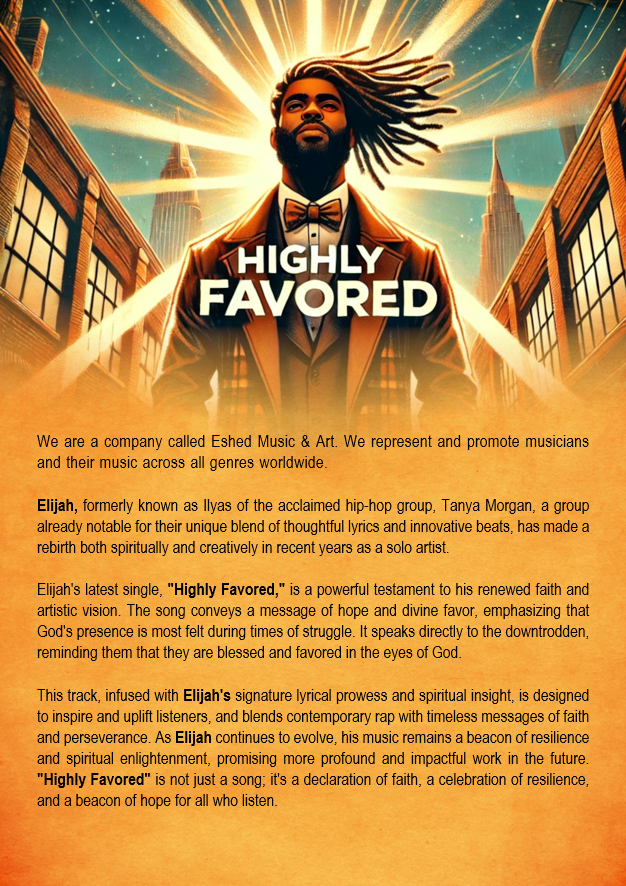 HIGHLY
FAVORED
We are a company called Eshed Music & Art. We represent and promote musicians
and their music across all genres worldwide.
Elijah, formerly known as Ilyas of the acclaimed hip-hop group, Tanya Morgan, a group
already notable for their unique blend of thoughtful lyrics and innovative beats, has made a
rebirth both spiritually and creatively in recent years as a solo artist.
Elijah's latest single, "Highly Favored," is a powerful testament to his renewed faith and
artistic vision. The song conveys a message of hope and divine favor, emphasizing that
God's presence is most felt during times of struggle. It speaks directly to the downtrodden,
reminding them that they are blessed and favored in the eyes of God.
This track, infused with Elijah's signature lyrical prowess and spiritual insight, is designed
to inspire and uplift listeners, and blends contemporary rap with timeless messages of faith
and perseverance. As Elijah continues to evolve, his music remains a beacon of resilience
and spiritual enlightenment, promising more profound and impactful work in the future.
"Highly Favored" is not just a song; it's a declaration of faith, a celebration of resilience,
and a beacon of hope for all who listen.